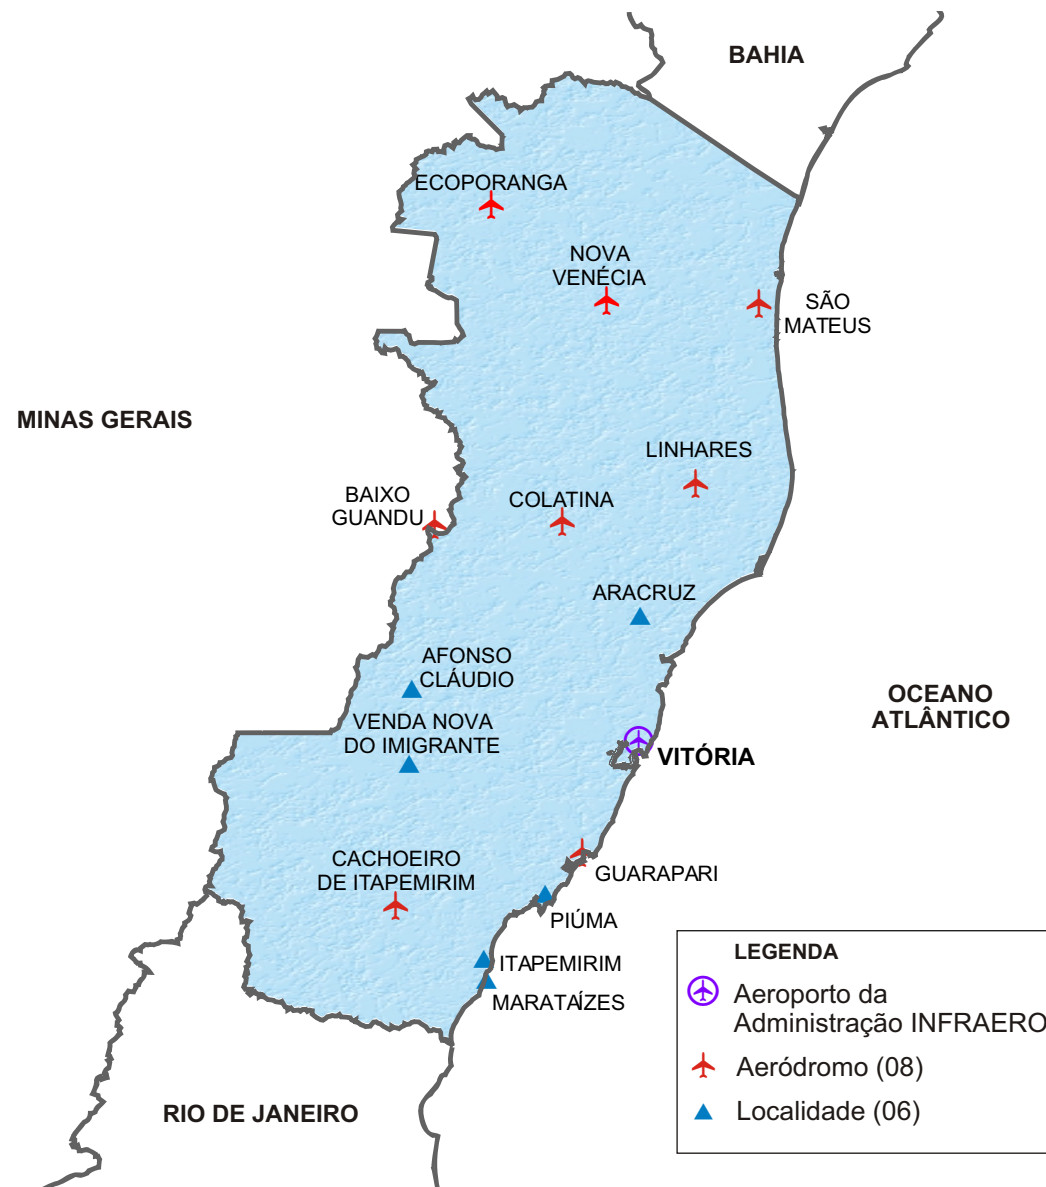 BAHIA
ECOPORANGA
NOVA
VENÉCIA
SÃO
MATEUS
MINAS GERAIS
LINHARES
BAIXO
GUANDU
COLATINA
ARACRUZ
AFONSO
CLÁUDIO
OCEANO
ATLÂNTICO
VENDA NOVA
DO IMIGRANTE
VITÓRIA
CACHOEIRO
DE ITAPEMIRIM
GUARAPARI
PIÚMA
ITAPEMIRIM
MARATAÍZES
RIO DE JANEIRO
LEGENDA
Aeroporto da
Administração INFRAERO
Aeródromo (08)
Localidade (06)